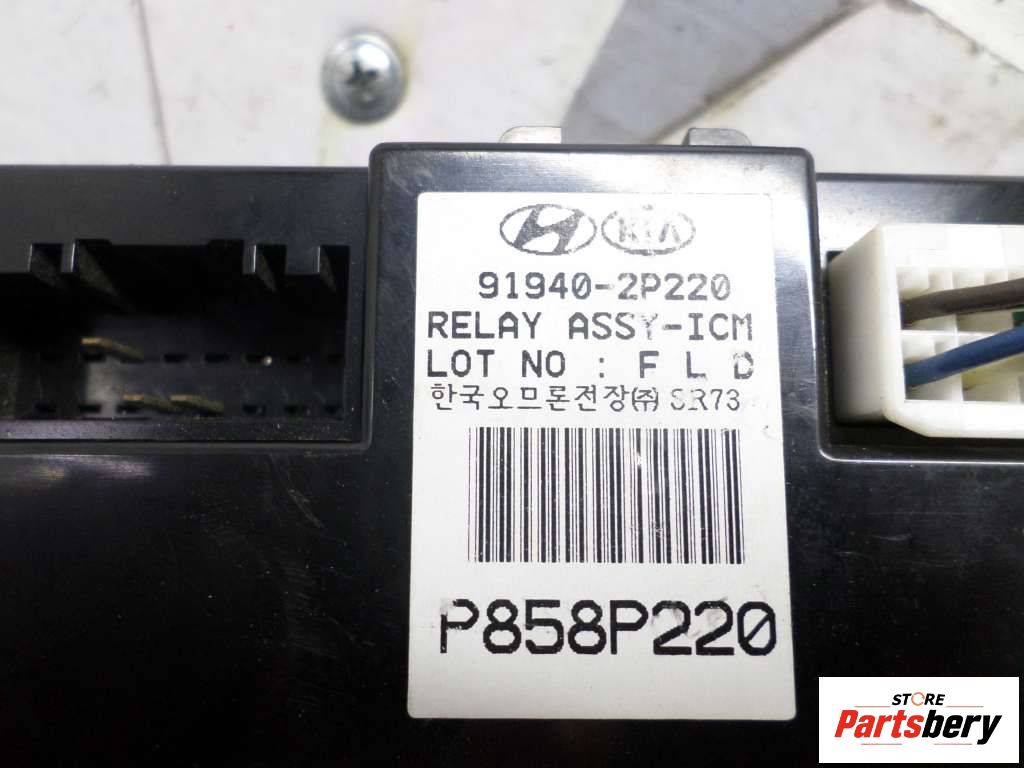 KIA
91940-2P220
RELAY ASSY-ICM
LOT NO : F L D
한국오므론전장(주) SR73
P858P220
STORE
Partsbery